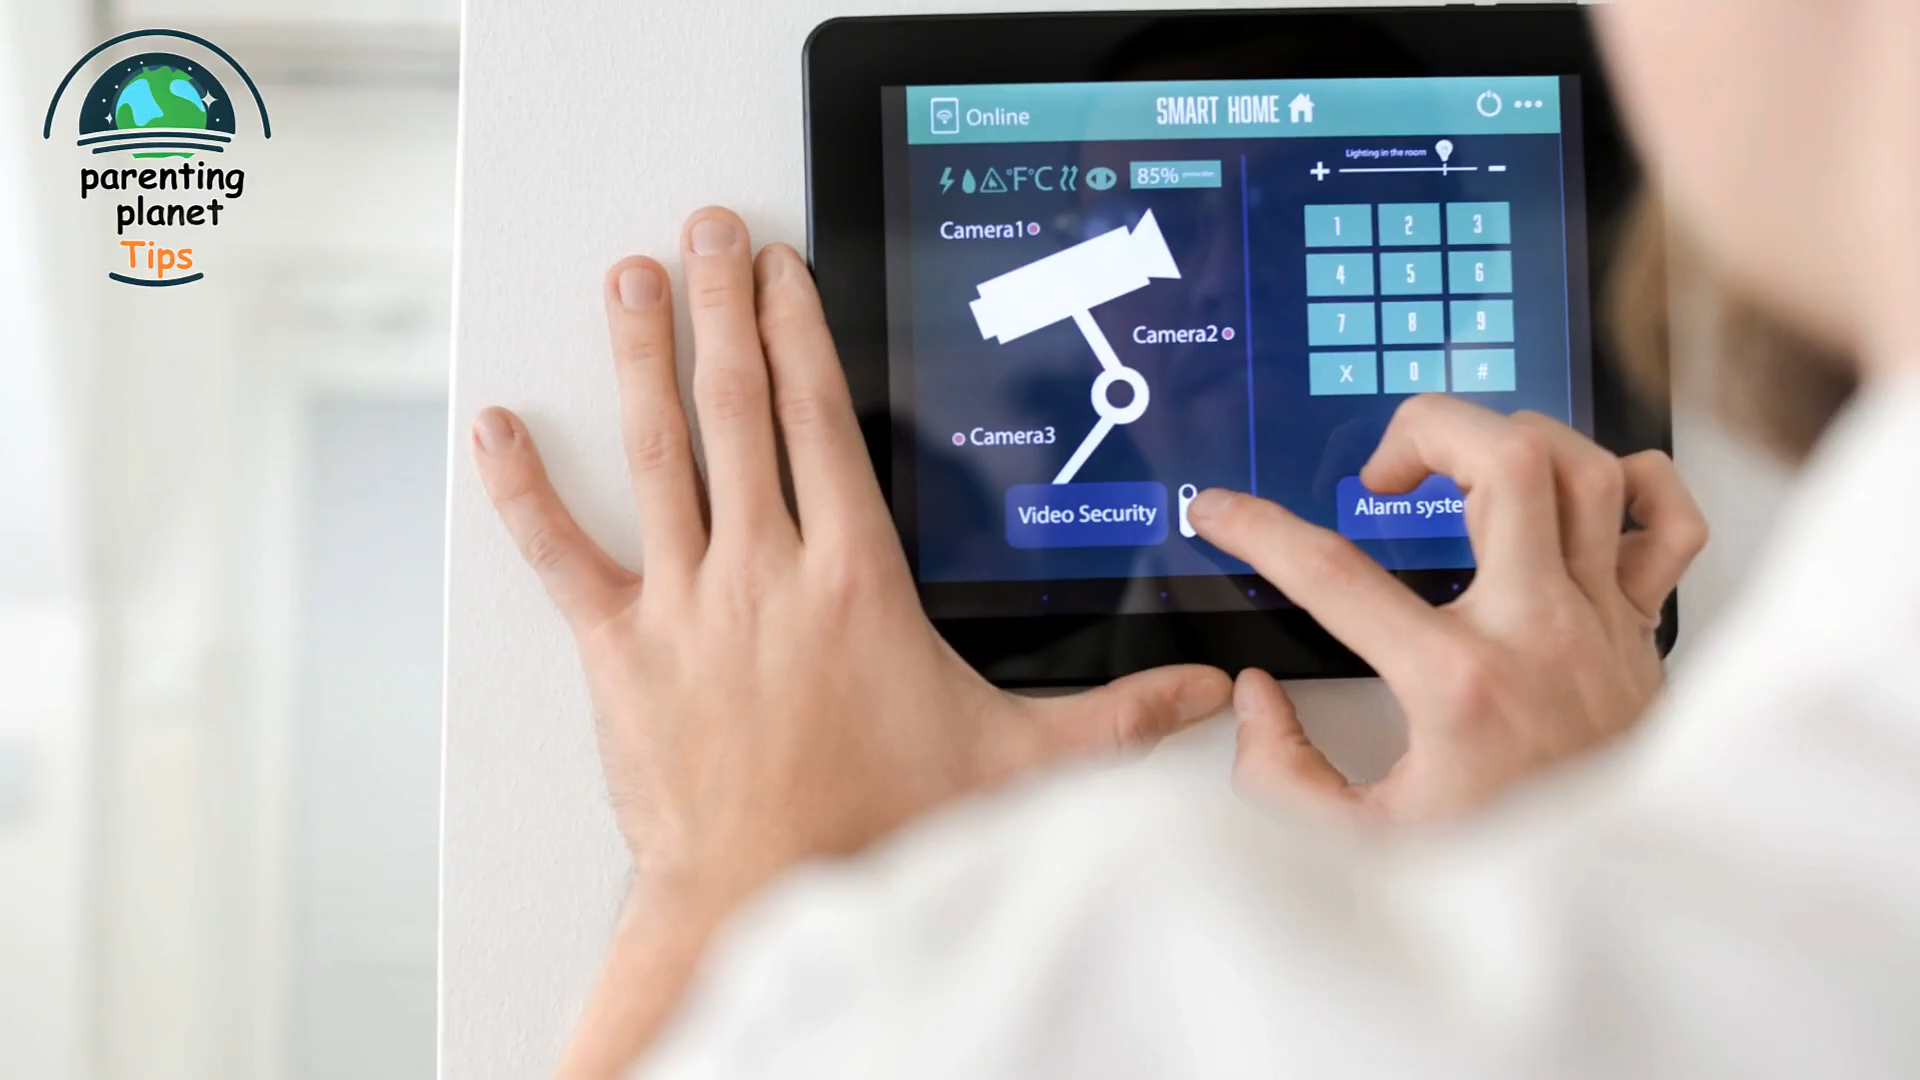 parenting
planet
Tips
Online
SMART HOME
°F°C
85%
Lighting in the room
+
−
Camera1
Camera2
Camera3
1 2 3
4 5 6
7 8 9
X 0 #
Video Security
Alarm syste